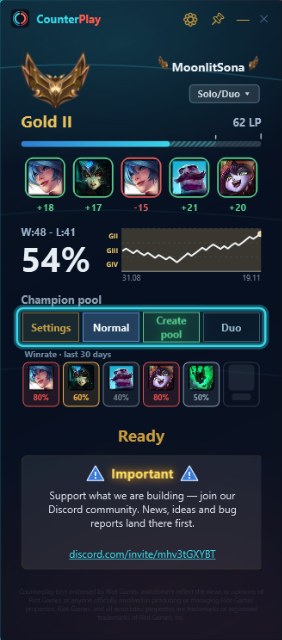 CounterPlay
MoonlitSona
Solo/Duo
Gold II
62 LP
+18
+17
-15
+21
+20
W:48 - L:41
54%
GII
GIII
GIV
31.08
19.11
Champion pool
Settings
Normal
Create
pool
Duo
Winrate · last 30 days
80%
60%
40%
80%
50%
Ready
Important
Support what we are building — join our
Discord community. News, ideas and bug
reports land there first.
discord.com/invite/mhv3tGXYBT